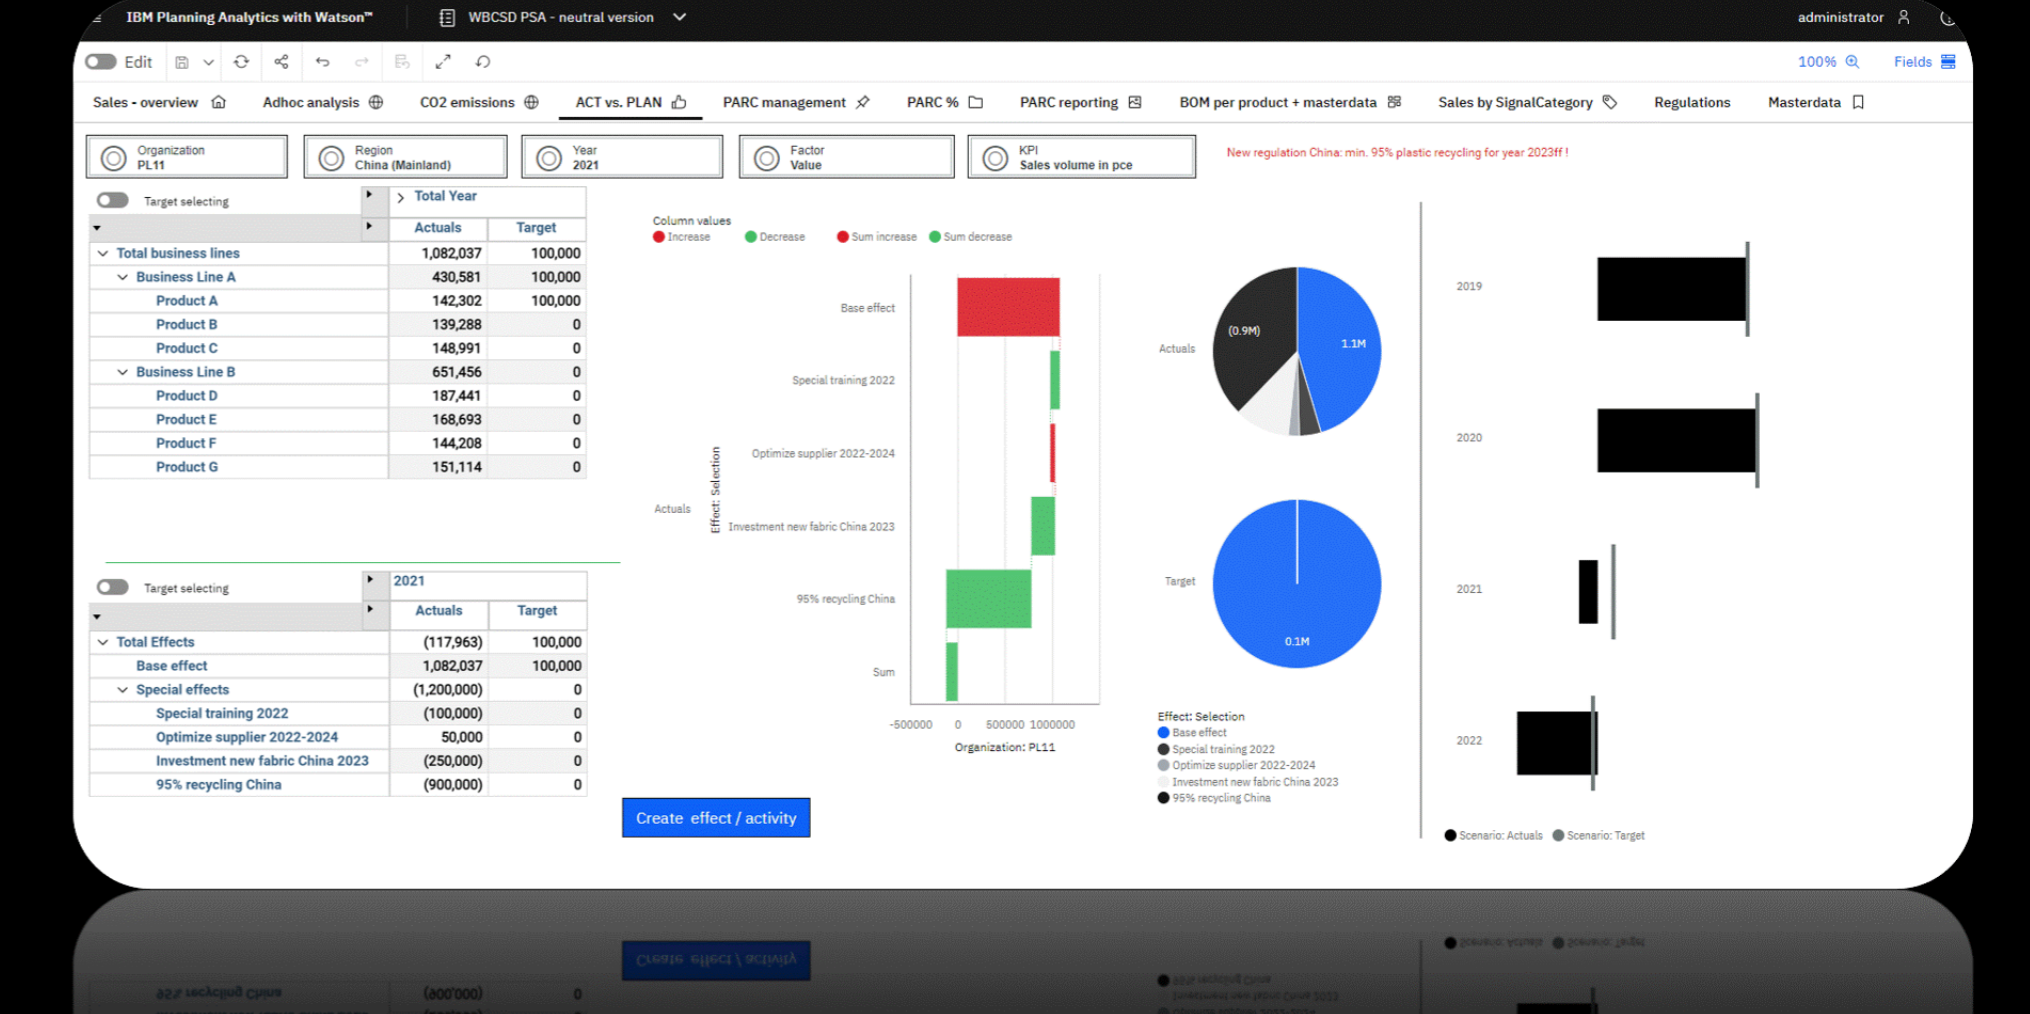 IBM Planning Analytics with Watson™
WBCSD PSA - neutral version
administrator
Edit
100%
Fields
Sales - overview
Adhoc analysis
CO2 emissions
ACT vs. PLAN
PARC management
PARC %
PARC reporting
BOM per product + masterdata
Sales by SignalCategory
Regulations
Masterdata
Organization
PL11
Region
China (Mainland)
Year
2021
Factor
Value
KPI
Sales volume in pce
New regulation China: min. 95% plastic recycling for year 2023ff !
Target selecting
Total Year
Actuals Target
Total business lines 1,082,037 100,000
Business Line A 430,581 100,000
Product A 142,302 100,000
Product B 139,288 0
Product C 148,991 0
Business Line B 651,456 0
Product D 187,441 0
Product E 168,693 0
Product F 144,208 0
Product G 151,114 0
Target selecting
2021
Actuals Target
Total Effects (117,963) 100,000
Base effect 1,082,037 100,000
Special effects (1,200,000) 0
Special training 2022 (100,000) 0
Optimize supplier 2022-2024 50,000 0
Investment new fabric China 2023 (250,000) 0
95% recycling China (900,000) 0
Create effect / activity
Column values
Increase Decrease Sum increase Sum decrease
Actuals
Effect: Selection
Base effect
Special training 2022
Optimize supplier 2022-2024
Investment new fabric China 2023
95% recycling China
Sum
-500000 0 500000 1000000
Organization: PL11
Actuals
(0.9M)
1.1M
Target
0.1M
Effect: Selection
Base effect
Special training 2022
Optimize supplier 2022-2024
Investment new fabric China 2023
95% recycling China
2019
2020
2021
2022
Scenario: Actuals Scenario: Target